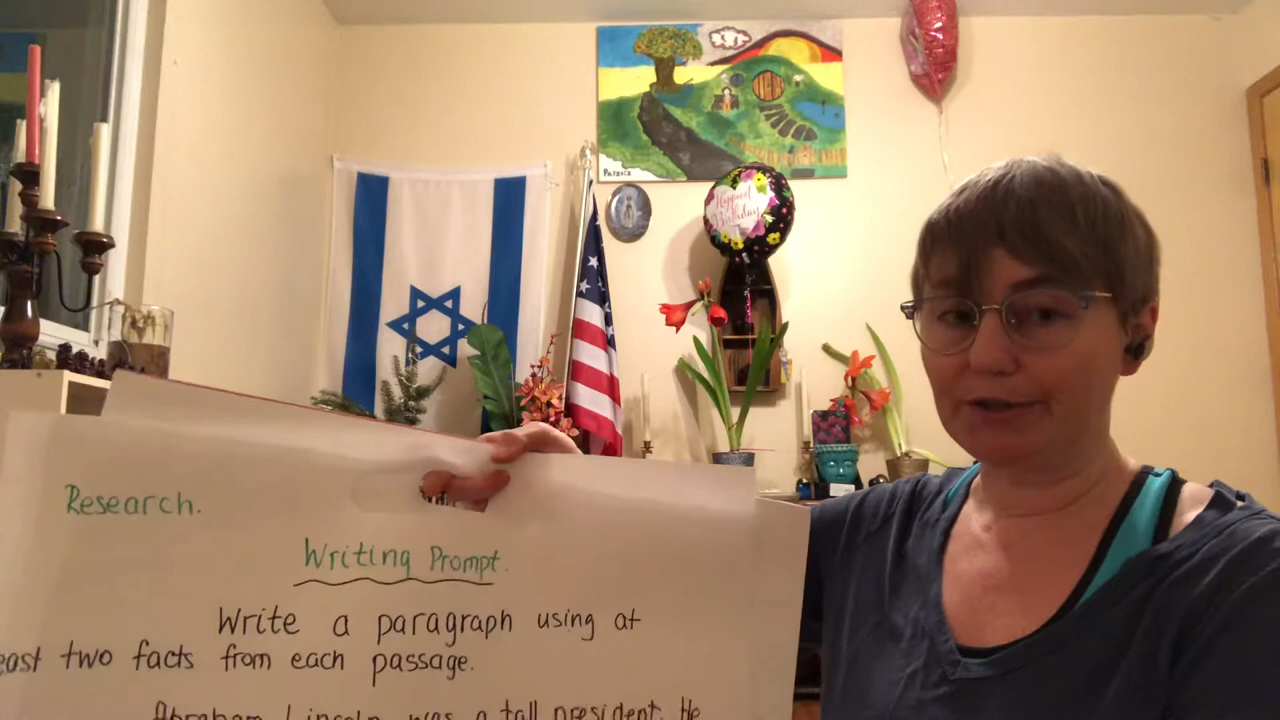 PATRICK
Happiest
Birthday
Research.
Writing Prompt.
Write a paragraph using at
east two facts from each passage.
Abraham Lincoln was a tall president. He